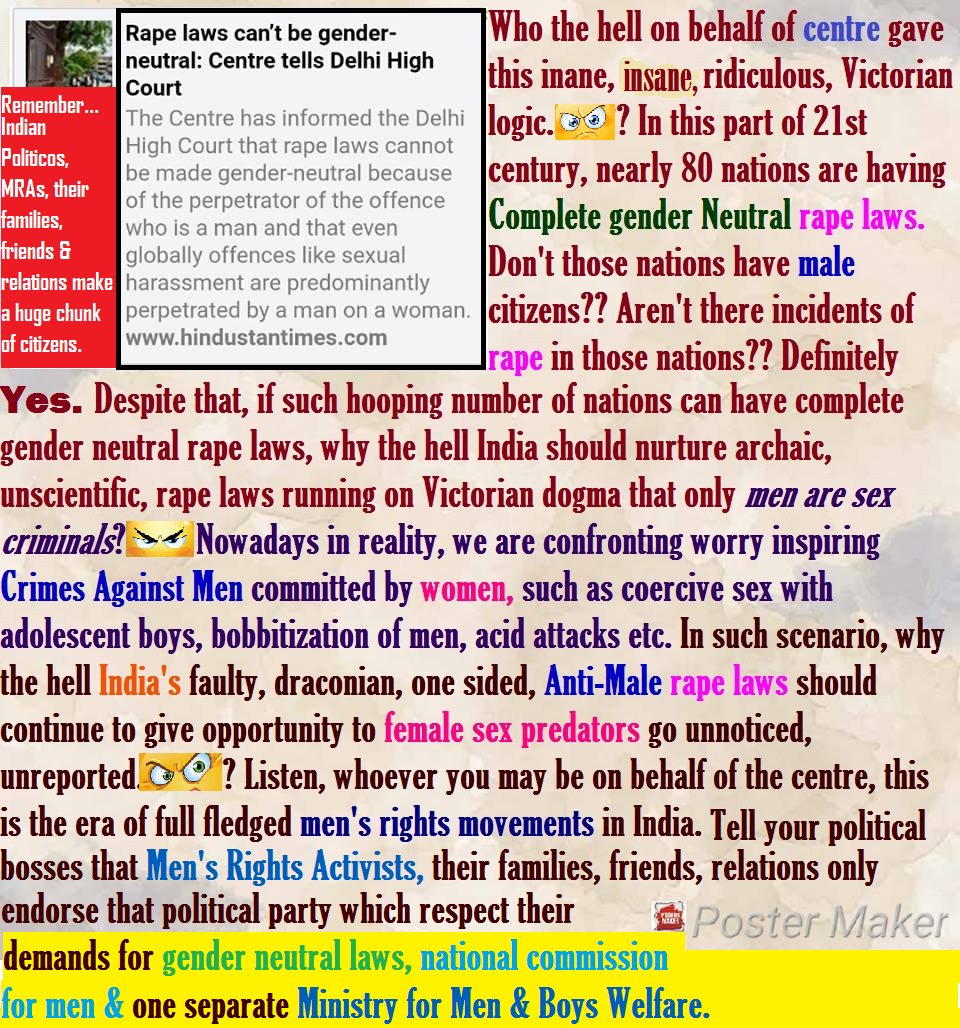 Rape laws can't be gender-
neutral: Centre tells Delhi High
Court
The Centre has informed the Delhi
High Court that rape laws cannot
be made gender-neutral because
of the perpetrator of the offence
who is a man and that even
globally offences like sexual
harassment are predominantly
perpetrated by a man on a woman.
www.hindustantimes.com
Remember...
Indian
Politicos,
MRAs, their
families,
friends &
relations make
a huge chunk
of citizens.
Who the hell on behalf of centre gave
this inane, insane, ridiculous, Victorian
logic.? In this part of 21st
century, nearly 80 nations are having
Complete gender Neutral rape laws.
Don't those nations have male
citizens?? Aren't there incidents of
rape in those nations?? Definitely
Yes. Despite that, if such hooping number of nations can have complete
gender neutral rape laws, why the hell India should nurture archaic,
unscientific, rape laws running on Victorian dogma that only men are sex
criminals? Nowadays in reality, we are confronting worry inspiring
Crimes Against Men committed by women, such as coercive sex with
adolescent boys, bobbitization of men, acid attacks etc. In such scenario, why
the hell India's faulty, draconian, one sided, Anti-Male rape laws should
continue to give opportunity to female sex predators go unnoticed,
unreported.? Listen, whoever you may be on behalf of the centre, this
is the era of full fledged men's rights movements in India. Tell your political
bosses that Men's Rights Activists, their families, friends, relations only
endorse that political party which respect their
demands for gender neutral laws, national commission
for men & one separate Ministry for Men & Boys Welfare.
Poster Maker